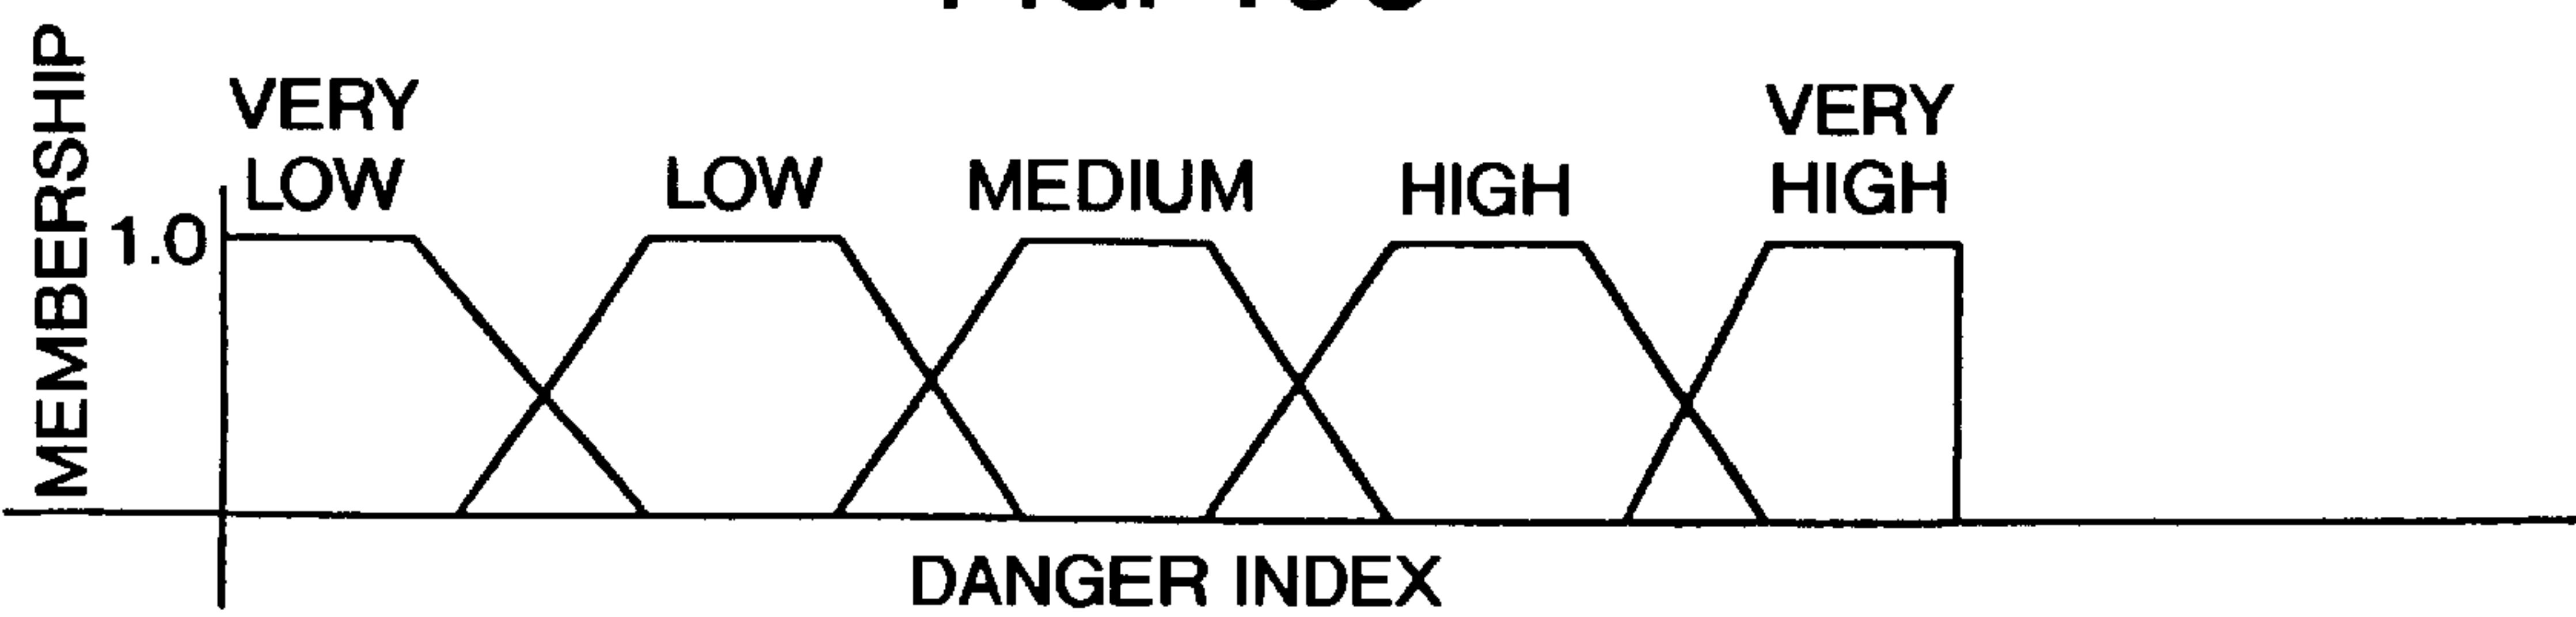 MEMBERSHIP
VERY
LOW
LOW
MEDIUM
HIGH
VERY
HIGH
1.0
DANGER INDEX